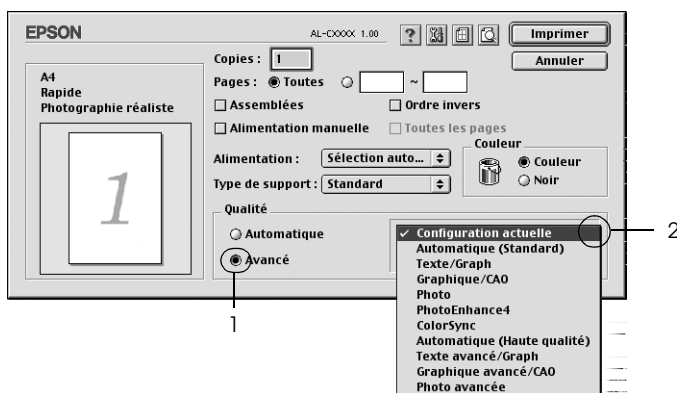 EPSON
AL-CXXXX 1.00
Imprimer
Annuler
Copies : 1
Pages : Toutes ~
Assemblées Ordre invers
Alimentation manuelle Toutes les pages
Alimentation : Sélection auto...
Type de support : Standard
Couleur
Couleur
Noir
A4
Rapide
Photographie réaliste
1
Qualité
Automatique
Avancé
✓ Configuration actuelle
Automatique (Standard)
Texte/Graph
Graphique/CAO
Photo
PhotoEnhance4
ColorSync
Automatique (Haute qualité)
Texte avancé/Graph
Graphique avancé/CAO
Photo avancée
1
2